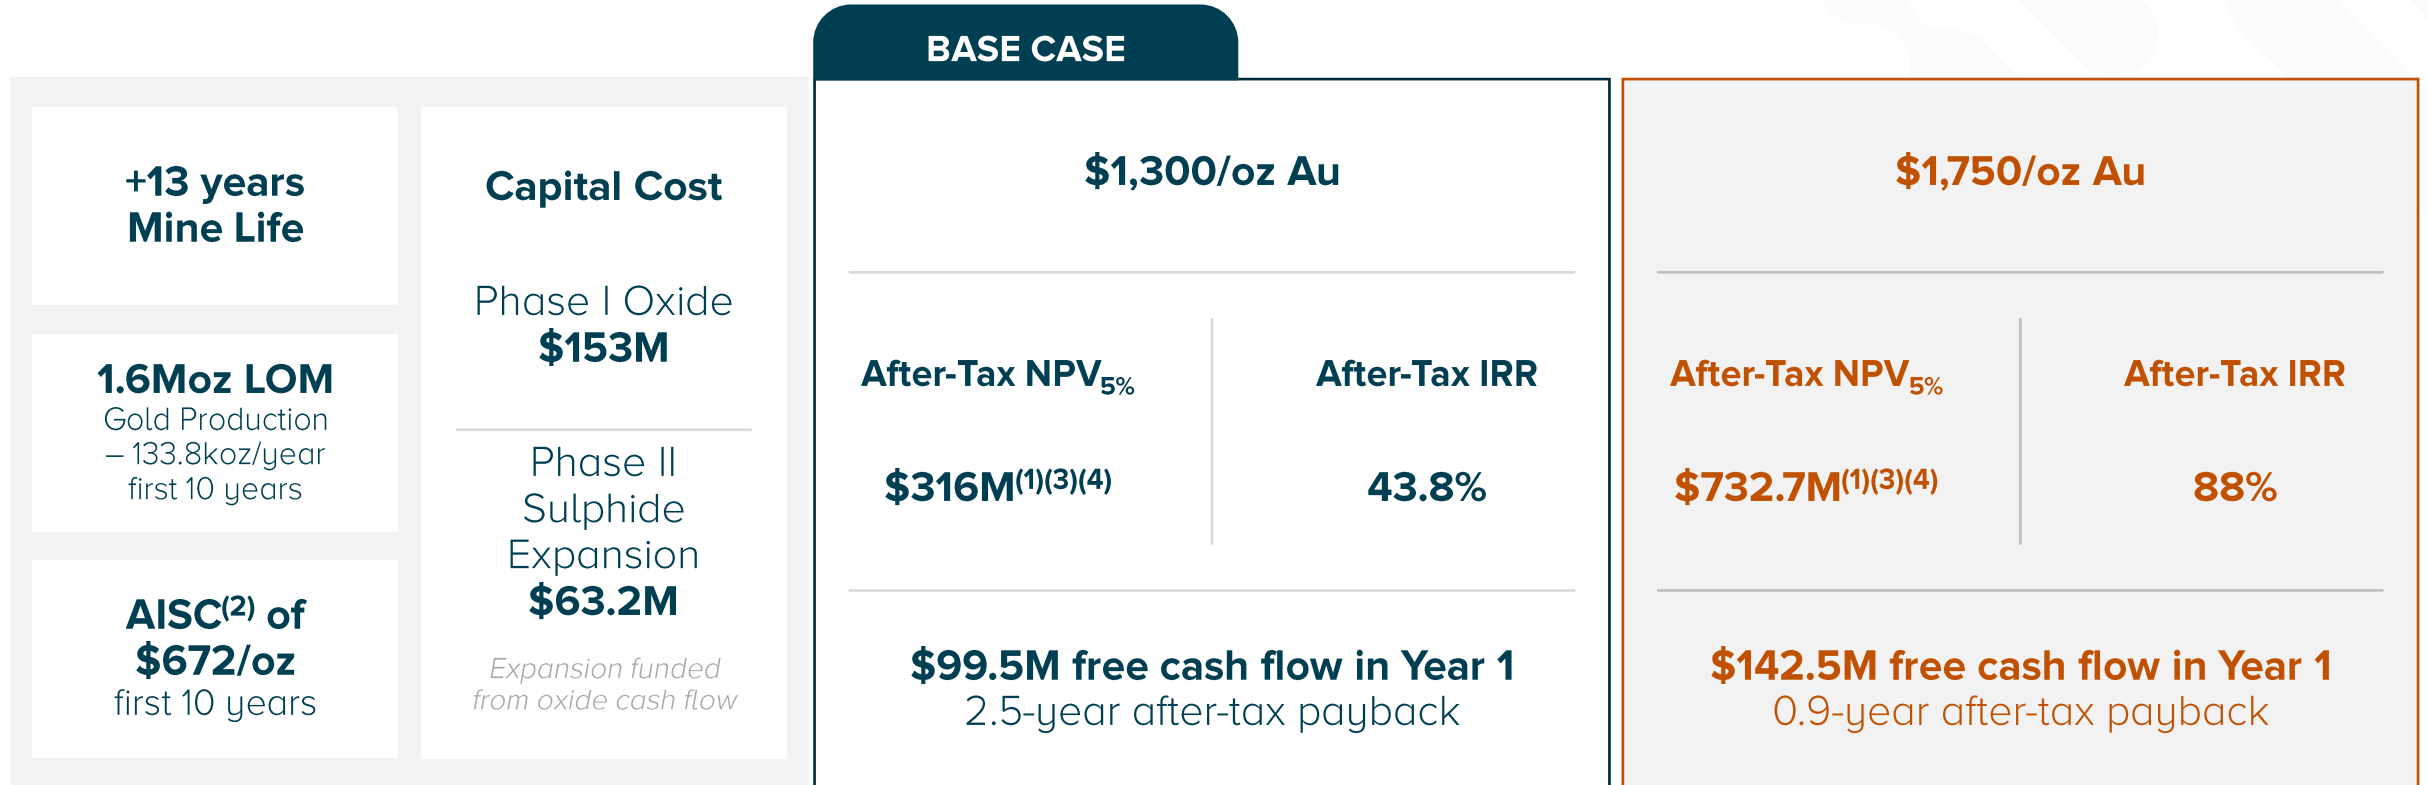 BASE CASE
+13 years
Mine Life
1.6Moz LOM
Gold Production
– 133.8koz/year
first 10 years
AISC(2) of
$672/oz
first 10 years
Capital Cost
Phase I Oxide
$153M
Phase II
Sulphide
Expansion
$63.2M
Expansion funded
from oxide cash flow
$1,300/oz Au
After-Tax NPV5%
$316M(1)(3)(4)
After-Tax IRR
43.8%
$99.5M free cash flow in Year 1
2.5-year after-tax payback
$1,750/oz Au
After-Tax NPV5%
$732.7M(1)(3)(4)
After-Tax IRR
88%
$142.5M free cash flow in Year 1
0.9-year after-tax payback